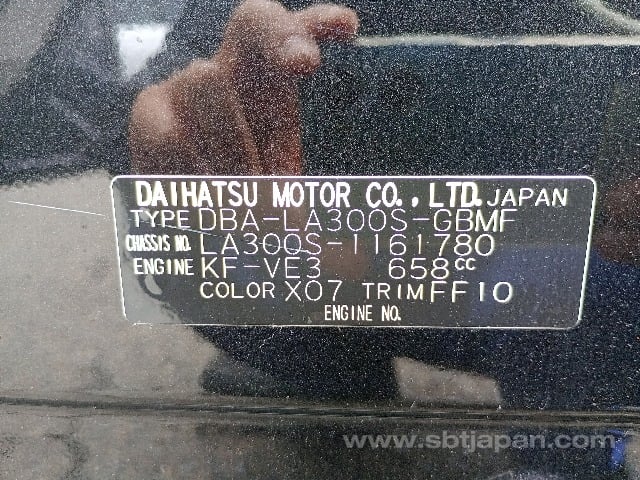 DAIHATSU MOTOR CO., LTD. JAPAN
TYPE DBA-LA300S-GBMF
CHASSIS NO. LA300S-1161780
ENGINE KF-VE3 658cc
COLOR X07 TRIM FF10
ENGINE NO.
www.sbtjapan.com